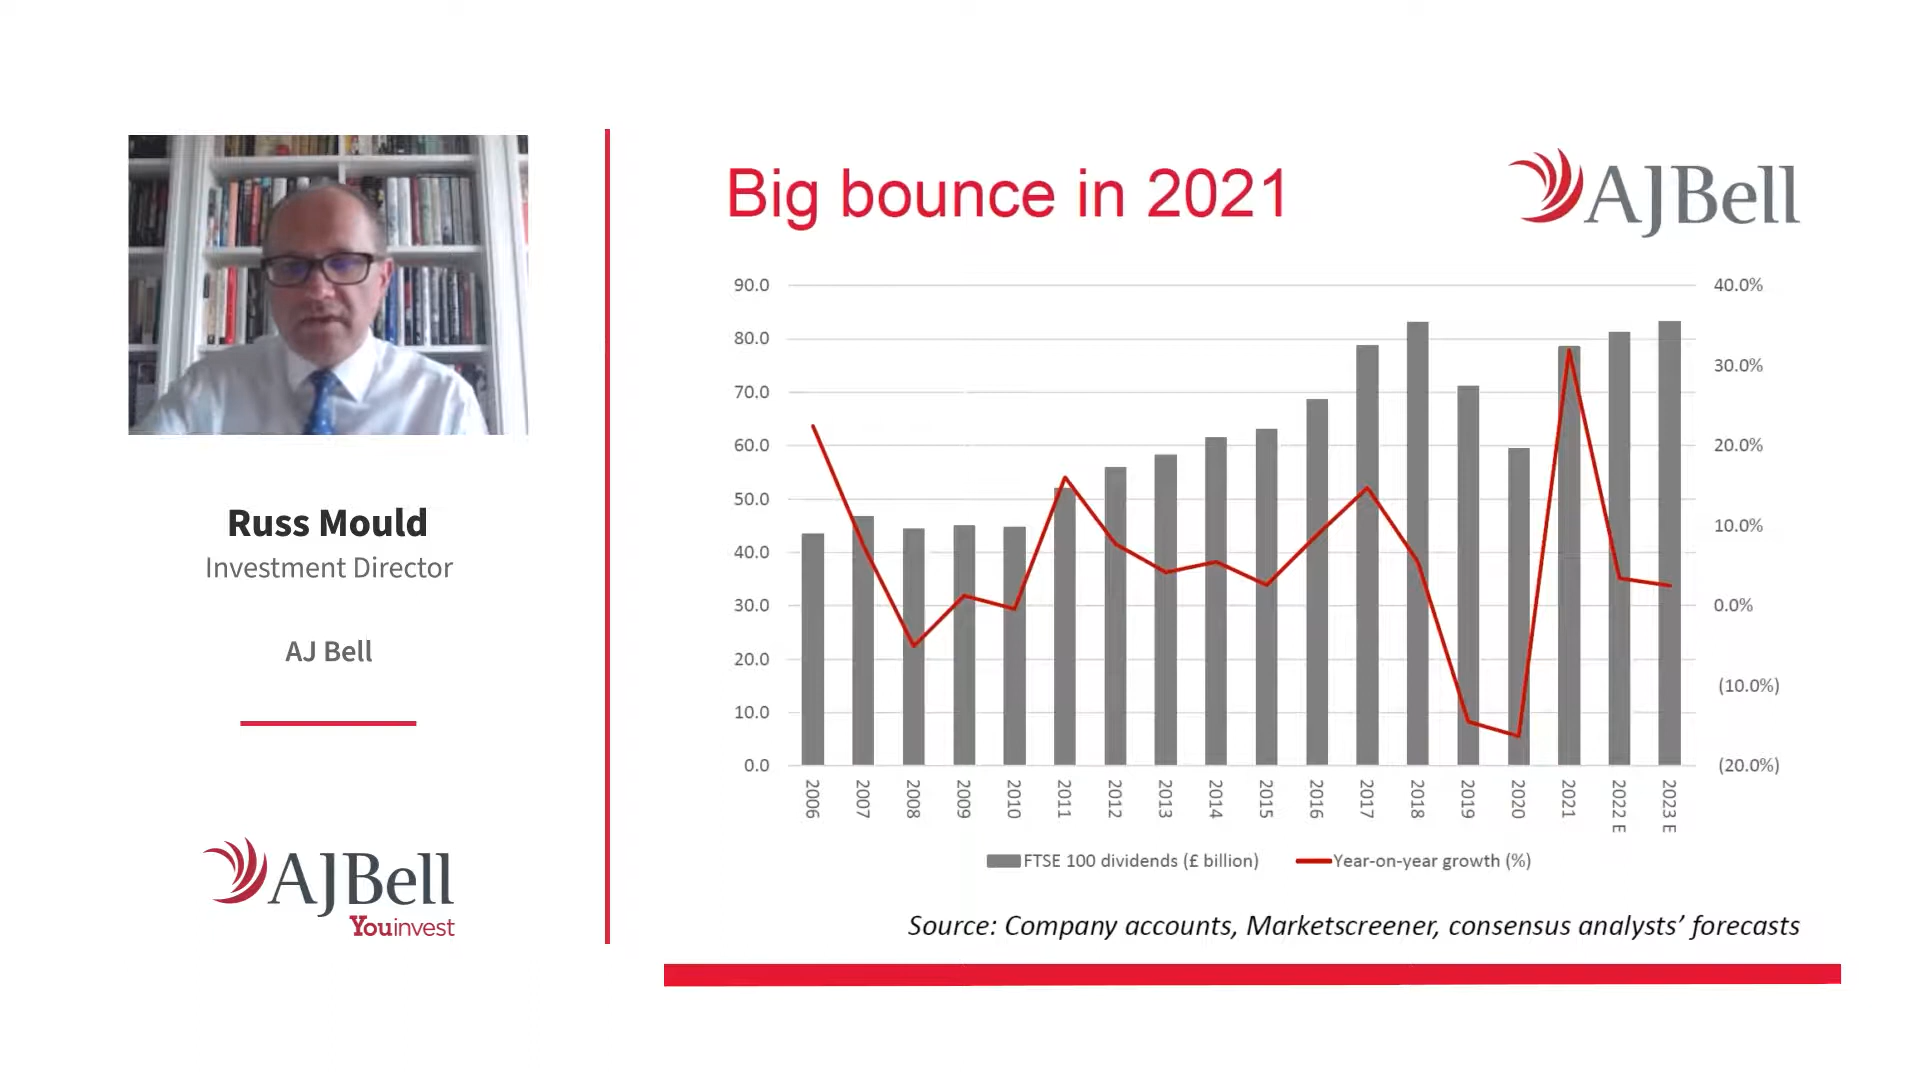 Russ Mould
Investment Director
AJ Bell
AJBell
Youinvest
Big bounce in 2021
AJBell
90.0
80.0
70.0
60.0
50.0
40.0
30.0
20.0
10.0
0.0
40.0%
30.0%
20.0%
10.0%
0.0%
(10.0%)
(20.0%)
2006
2007
2008
2009
2010
2011
2012
2013
2014
2015
2016
2017
2018
2019
2020
2021
2022 E
2023 E
FTSE 100 dividends (£ billion)
Year-on-year growth (%)
Source: Company accounts, Marketscreener, consensus analysts’ forecasts